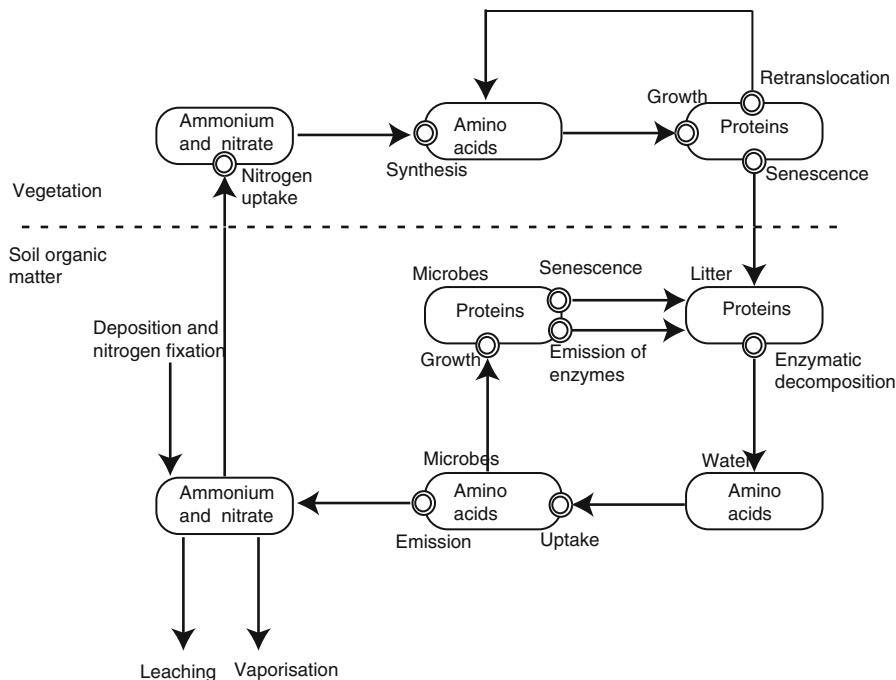 Retranslocation
Growth
Ammonium
and nitrate
Amino
acids
Proteins
Synthesis
Senescence
Nitrogen
uptake
Vegetation
Soil organic
matter
Microbes
Senescence
Litter
Proteins
Proteins
Deposition and
nitrogen fixation
Growth
Emission of
enzymes
Enzymatic
decomposition
Microbes
Water
Ammonium
and nitrate
Amino
acids
Amino
acids
Emission
Uptake
Leaching
Vaporisation